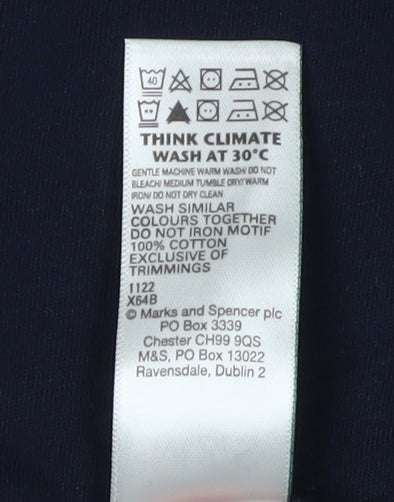 40
THINK CLIMATE
WASH AT 30°C
GENTLE MACHINE WARM WASH/ DO NOT
BLEACH/ MEDIUM TUMBLE DRY/ WARM
IRON/ DO NOT DRY CLEAN
WASH SIMILAR
COLOURS TOGETHER
DO NOT IRON MOTIF
100% COTTON
EXCLUSIVE OF
TRIMMINGS
1122
X64B
© Marks and Spencer plc
PO Box 3339
Chester CH99 9QS
M&S, PO Box 13022
Ravensdale, Dublin 2